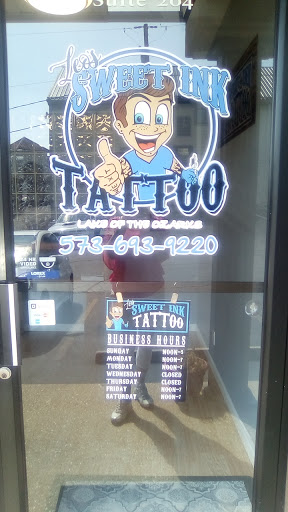 Suite 204
Lee's
SWEET INK
TATTOO
LAKE OF THE OZARKS
573-693-9220
VIDEO
Lee's
SWEET INK
TATTOO
BUSINESS HOURS
SUNDAY NOON-5
MONDAY NOON-7
TUESDAY NOON-7
WEDNESDAY CLOSED
THURSDAY CLOSED
FRIDAY NOON-7
SATURDAY NOON-7